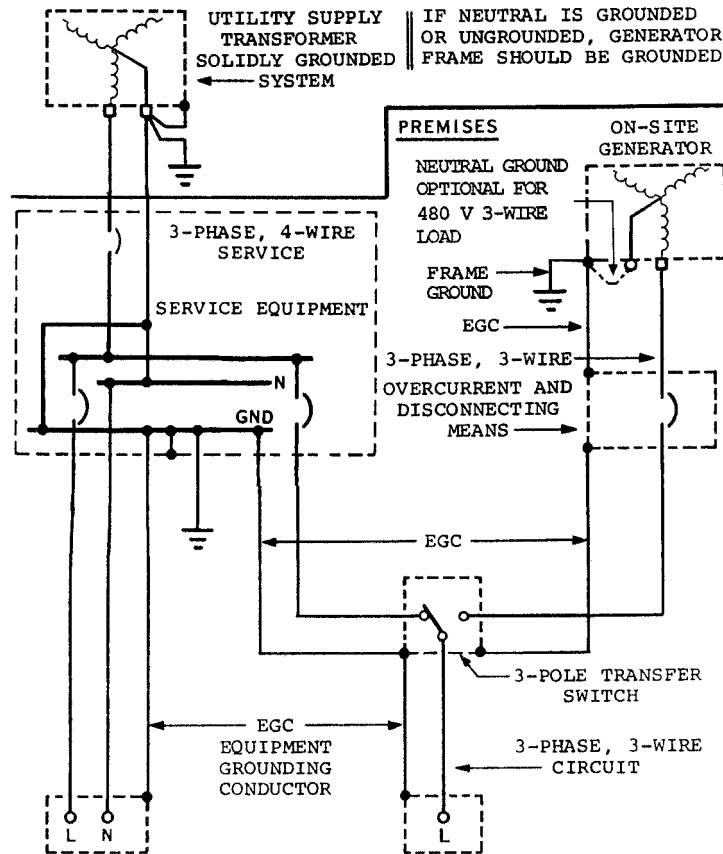 UTILITY SUPPLY
TRANSFORMER
SOLIDLY GROUNDED
SYSTEM
IF NEUTRAL IS GROUNDED
OR UNGROUNDED, GENERATOR
FRAME SHOULD BE GROUNDED
PREMISES
ON-SITE
GENERATOR
NEUTRAL GROUND
OPTIONAL FOR
480 V 3-WIRE
LOAD
3-PHASE, 4-WIRE
SERVICE
FRAME
GROUND
SERVICE EQUIPMENT
EGC
3-PHASE, 3-WIRE
N
OVERCURRENT AND
DISCONNECTING
MEANS
GND
EGC
3-POLE TRANSFER
SWITCH
EGC
EQUIPMENT
GROUNDING
CONDUCTOR
3-PHASE, 3-WIRE
CIRCUIT
L N
L